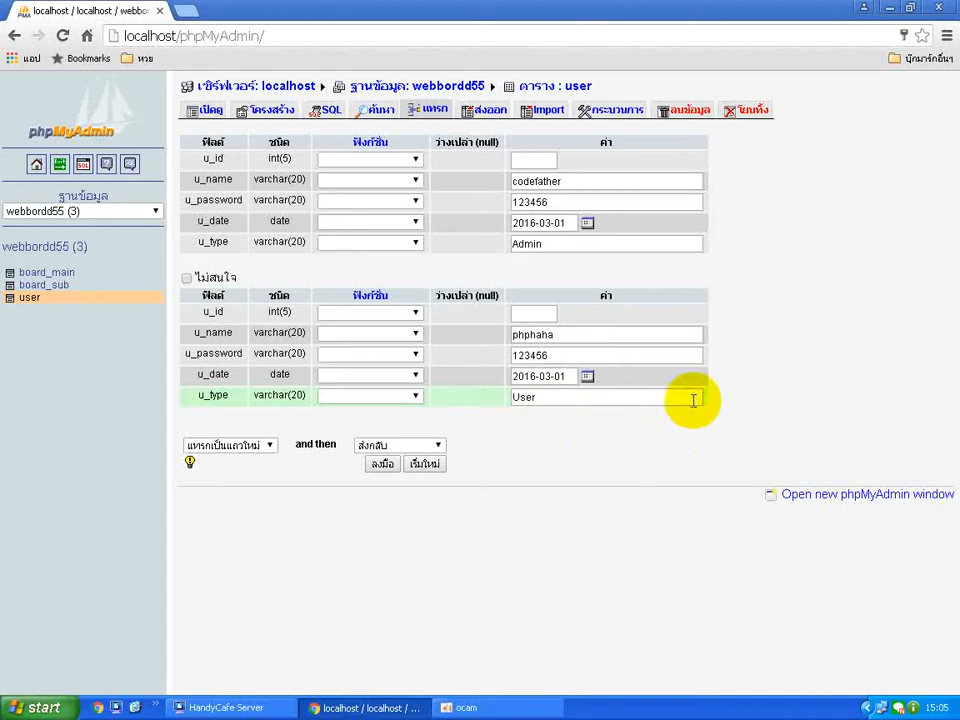 localhost / localhost / webbo
localhost/phpMyAdmin/
แอป Bookmarks หวย บุ๊กมาร์กอื่นๆ
phpMyAdmin
ฐานข้อมูล
webbordd55 (3)
webbordd55 (3)
board_main
board_sub
user
เซิร์ฟเวอร์: localhost ฐานข้อมูล: webbordd55 ตาราง : user
เปิดดู โครงสร้าง SQL ค้นหา แทรก ส่งออก Import กระบวนการ ลบข้อมูล โยนทิ้ง
ฟิลด์ ชนิด ฟังก์ชั่น ว่างเปล่า (null) ค่า
u_id int(5)
u_name varchar(20) codefather
u_password varchar(20) 123456
u_date date 2016-03-01
u_type varchar(20) Admin
ไม่สนใจ
ฟิลด์ ชนิด ฟังก์ชั่น ว่างเปล่า (null) ค่า
u_id int(5)
u_name varchar(20) phphaha
u_password varchar(20) 123456
u_date date 2016-03-01
u_type varchar(20) User
แทรกเป็นแถวใหม่ and then ส่งกลับ
ลงมือ เริ่มใหม่
Open new phpMyAdmin window
start HandyCafe Server localhost / localhost / ... ocam 15:05